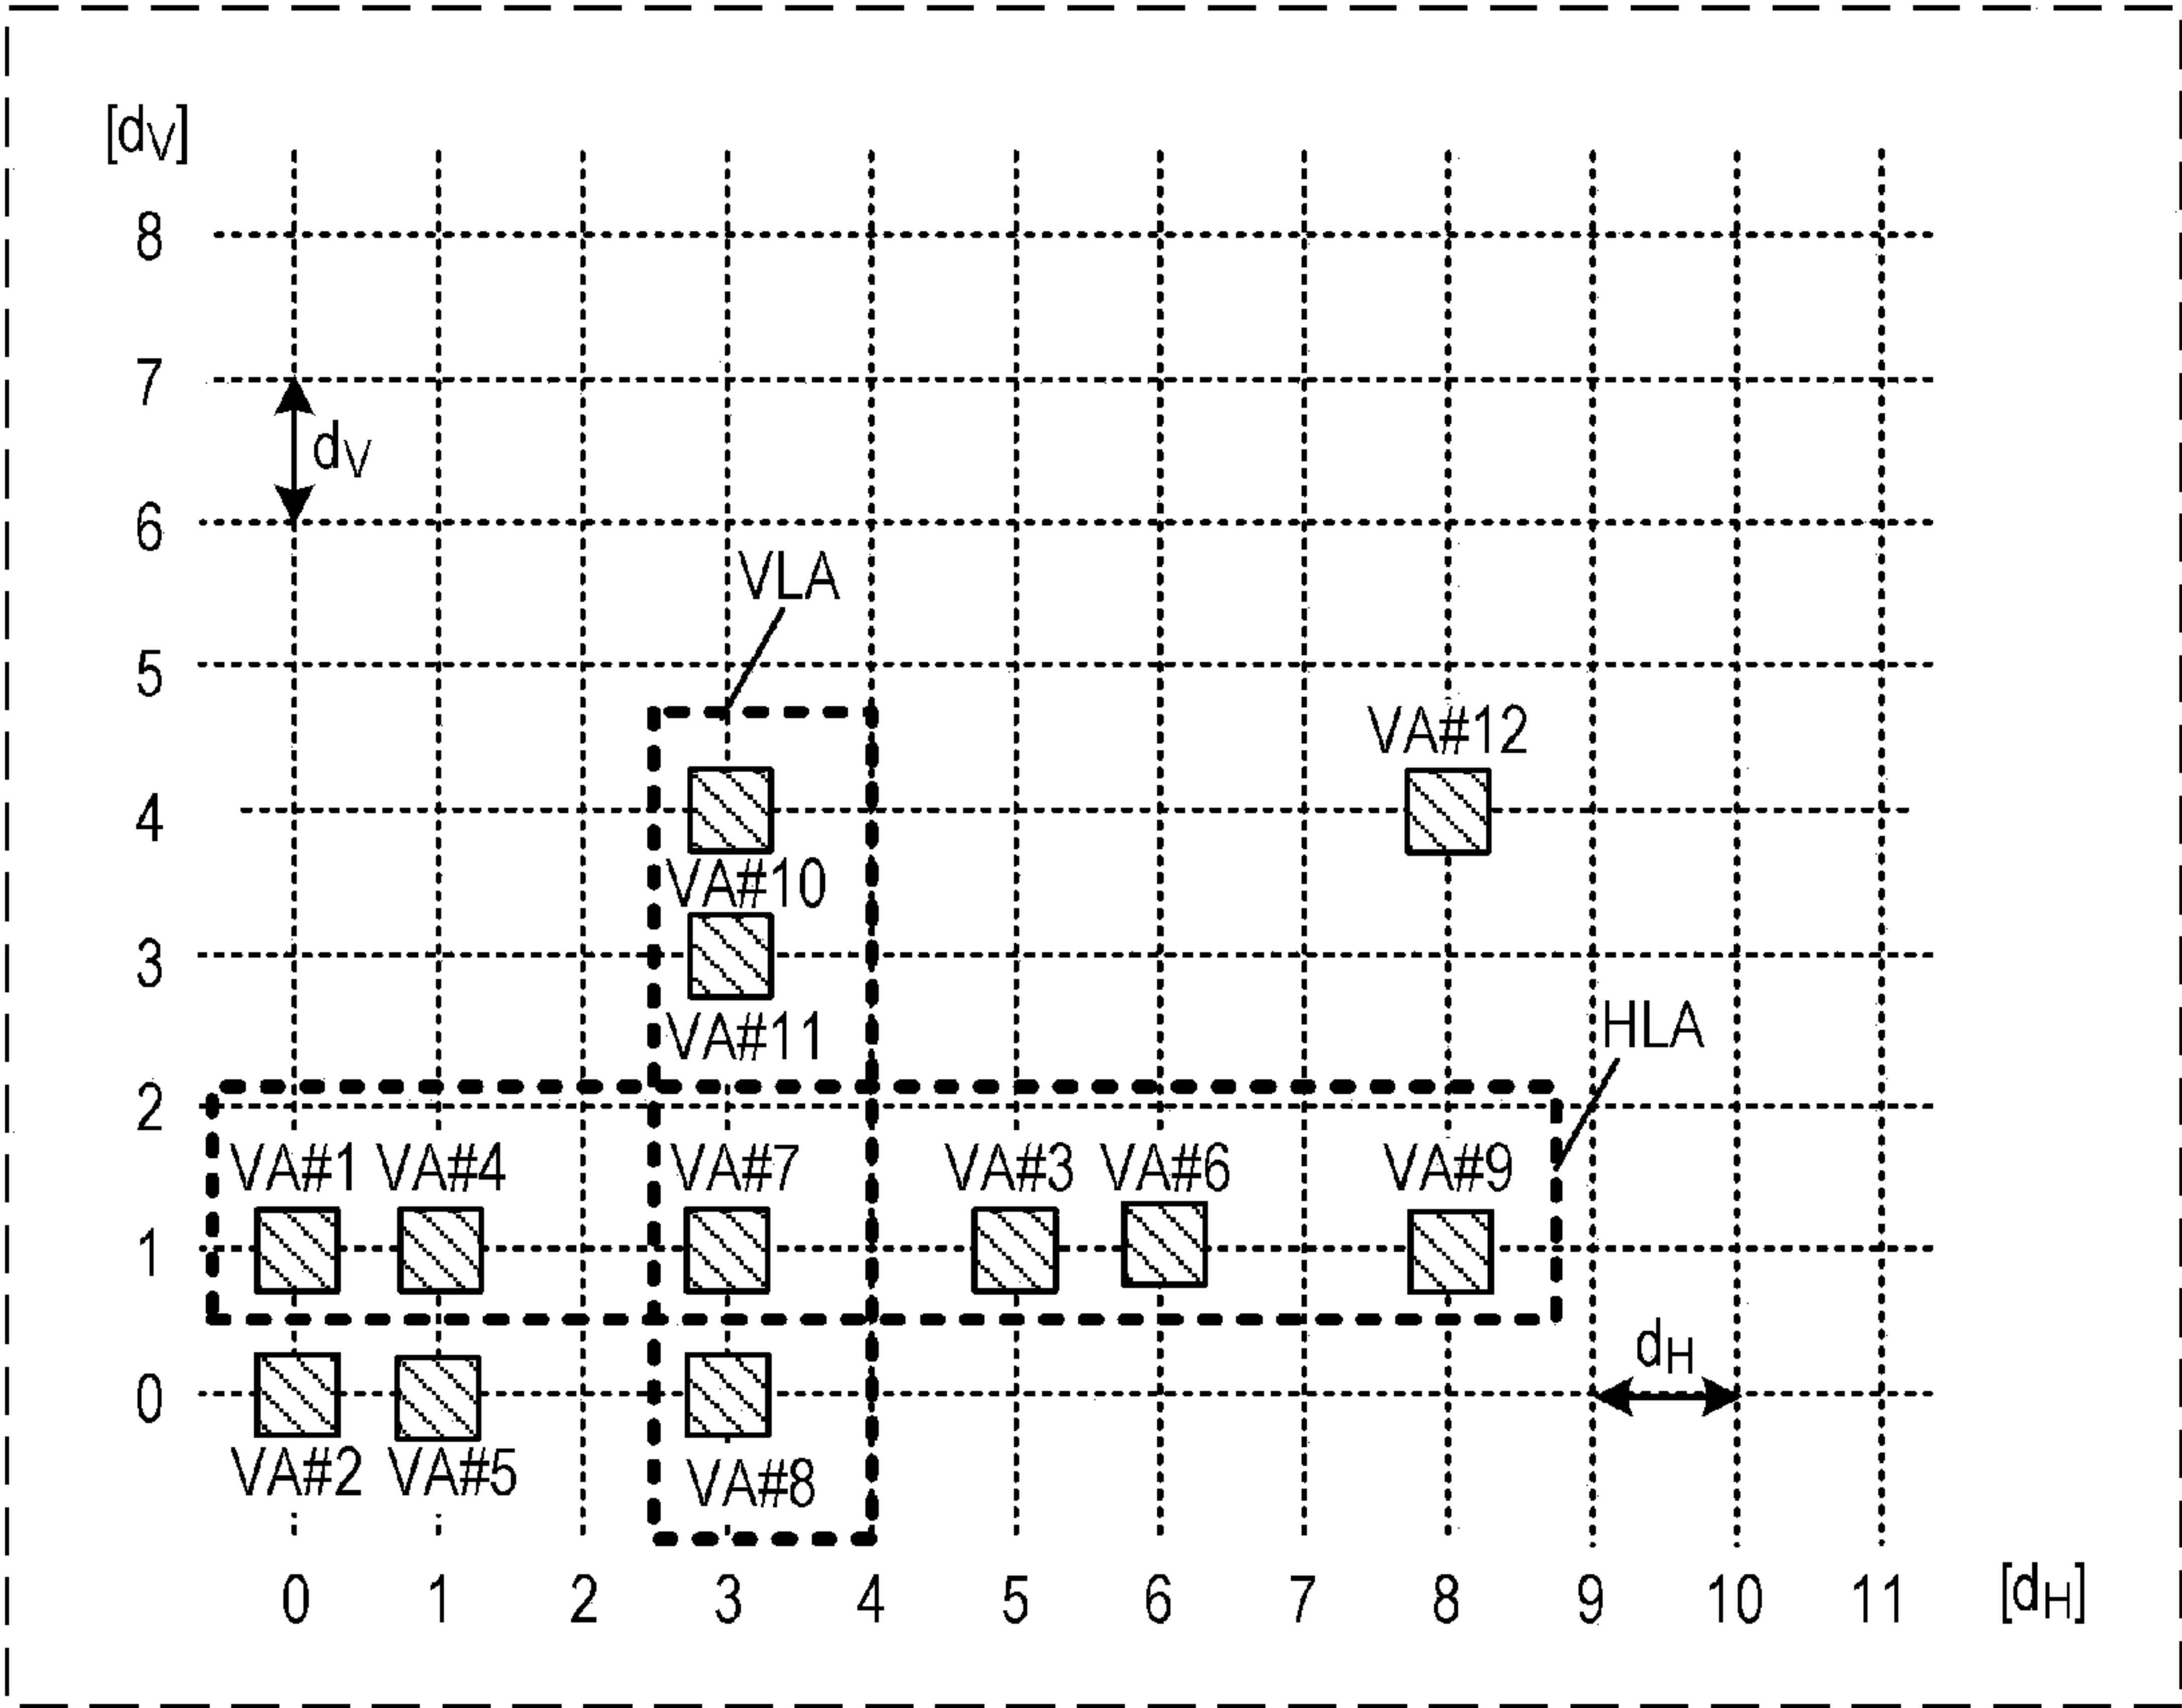 [dV]
8
7
dV
6
VLA
5
VA#12
4
VA#10
3
VA#11
HLA
2
VA#1 VA#4 VA#7 VA#3 VA#6 VA#9
1
dH
0
VA#2 VA#5 VA#8
0 1 2 3 4 5 6 7 8 9 10 11 [dH]